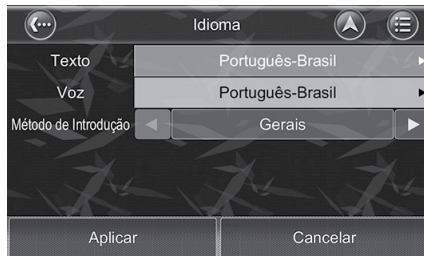 Idioma
Texto Português-Brasil
Voz Português-Brasil
Método de Introdução Gerais
Aplicar Cancelar